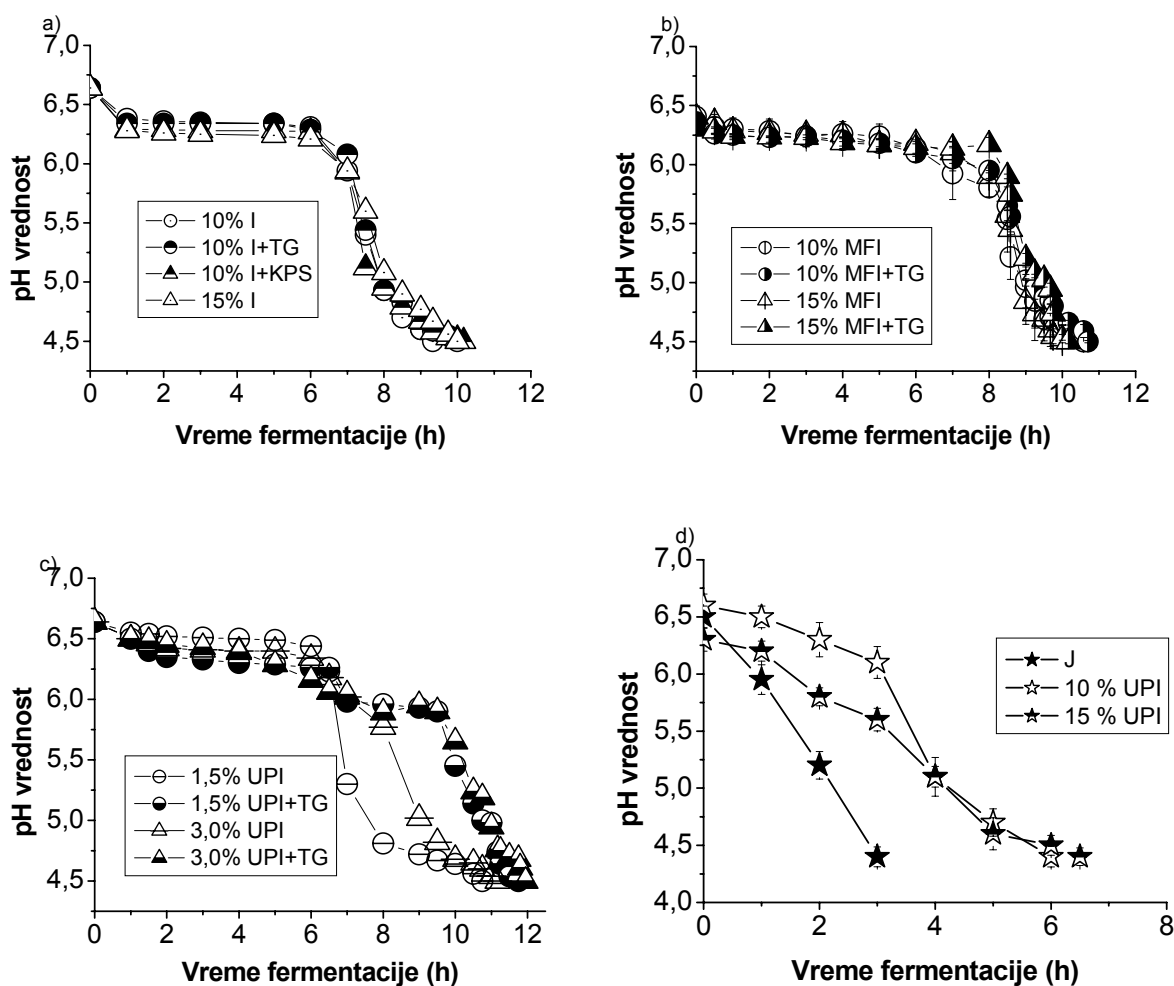 a)
7,0
6,5
6,0
5,5
5,0
4,5
pH vrednost
10% I
10% I+TG
10% I+KPS
15% I
0 2 4 6 8 10 12
Vreme fermentacije (h)
b)
7,0
6,5
6,0
5,5
5,0
4,5
pH vrednost
10% MFI
10% MFI+TG
15% MFI
15% MFI+TG
0 2 4 6 8 10 12
Vreme fermentacije (h)
c)
7,0
6,5
6,0
5,5
5,0
4,5
pH vrednost
1,5% UPI
1,5% UPI+TG
3,0% UPI
3,0% UPI+TG
0 2 4 6 8 10 12
Vreme fermentacije (h)
d)
7,0
6,5
6,0
5,5
5,0
4,5
4,0
pH vrednost
J
10 % UPI
15 % UPI
0 2 4 6 8
Vreme fermentacije (h)